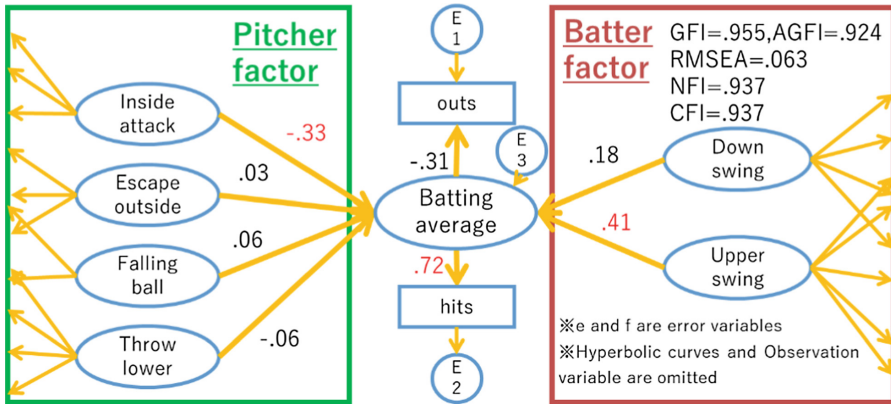 Pitcher
factor
Inside
attack
Escape
outside
Falling
ball
Throw
lower
-.33
.03
.06
-.06
E
1
outs
-.31
E
3
Batting
average
.72
hits
E
2
Batter
factor
GFI=.955,AGFI=.924
RMSEA=.063
NFI=.937
CFI=.937
.18
Down
swing
.41
Upper
swing
※e and f are error variables
※Hyperbolic curves and Observation
variable are omitted